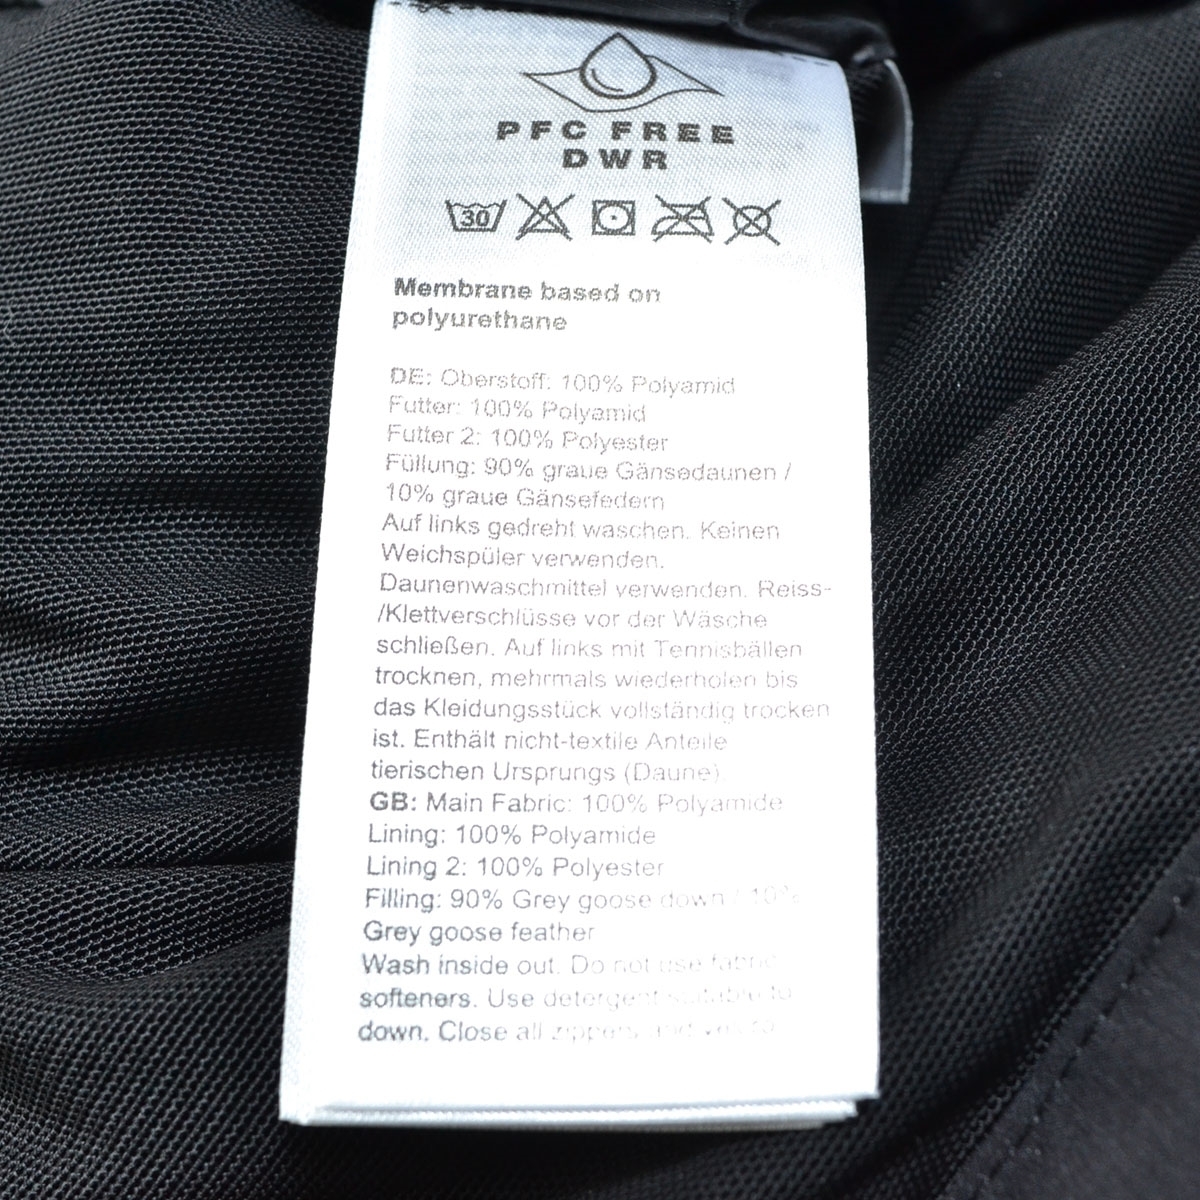 PFC FREE
DWR
30
Membrane based on
polyurethane
DE: Oberstoff: 100% Polyamid
Futter: 100% Polyamid
Futter 2: 100% Polyester
Füllung: 90% graue Gänsedaunen /
10% graue Gänsefedern
Auf links gedreht waschen. Keinen
Weichspüler verwenden.
Daunenwaschmittel verwenden. Reiss-
/Klettverschlüsse vor der Wäsche
schließen. Auf links mit Tennisbällen
trocknen, mehrmals wiederholen bis
das Kleidungsstück vollständig trocken
ist. Enthält nicht-textile Anteile
tierischen Ursprungs (Daune).
GB: Main Fabric: 100% Polyamide
Lining: 100% Polyamide
Lining 2: 100% Polyester
Filling: 90% Grey goose down / 10%
Grey goose feather
Wash inside out. Do not use fabric
softeners. Use detergent suitable to
down. Close all zippers and velcro